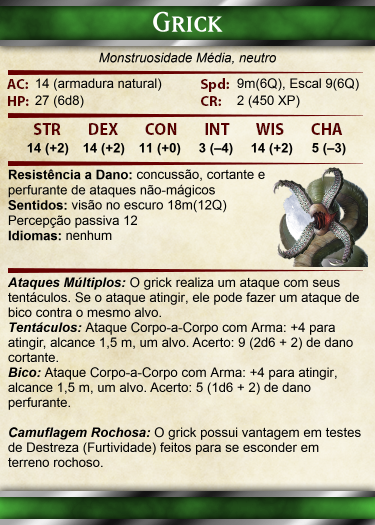 GRICK
Monstruosidade Média, neutro
AC: 14 (armadura natural) Spd: 9m(6Q), Escal 9(6Q)
HP: 27 (6d8) CR: 2 (450 XP)
STR DEX CON INT WIS CHA
14 (+2) 14 (+2) 11 (+0) 3 (–4) 14 (+2) 5 (–3)
Resistência a Dano: concussão, cortante e
perfurante de ataques não-mágicos
Sentidos: visão no escuro 18m(12Q)
Percepção passiva 12
Idiomas: nenhum
Ataques Múltiplos: O grick realiza um ataque com seus
tentáculos. Se o ataque atingir, ele pode fazer um ataque de
bico contra o mesmo alvo.
Tentáculos: Ataque Corpo-a-Corpo com Arma: +4 para
atingir, alcance 1,5 m, um alvo. Acerto: 9 (2d6 + 2) de dano
cortante.
Bico: Ataque Corpo-a-Corpo com Arma: +4 para atingir,
alcance 1,5 m, um alvo. Acerto: 5 (1d6 + 2) de dano
perfurante.
Camuflagem Rochosa: O grick possui vantagem em testes
de Destreza (Furtividade) feitos para se esconder em
terreno rochoso.